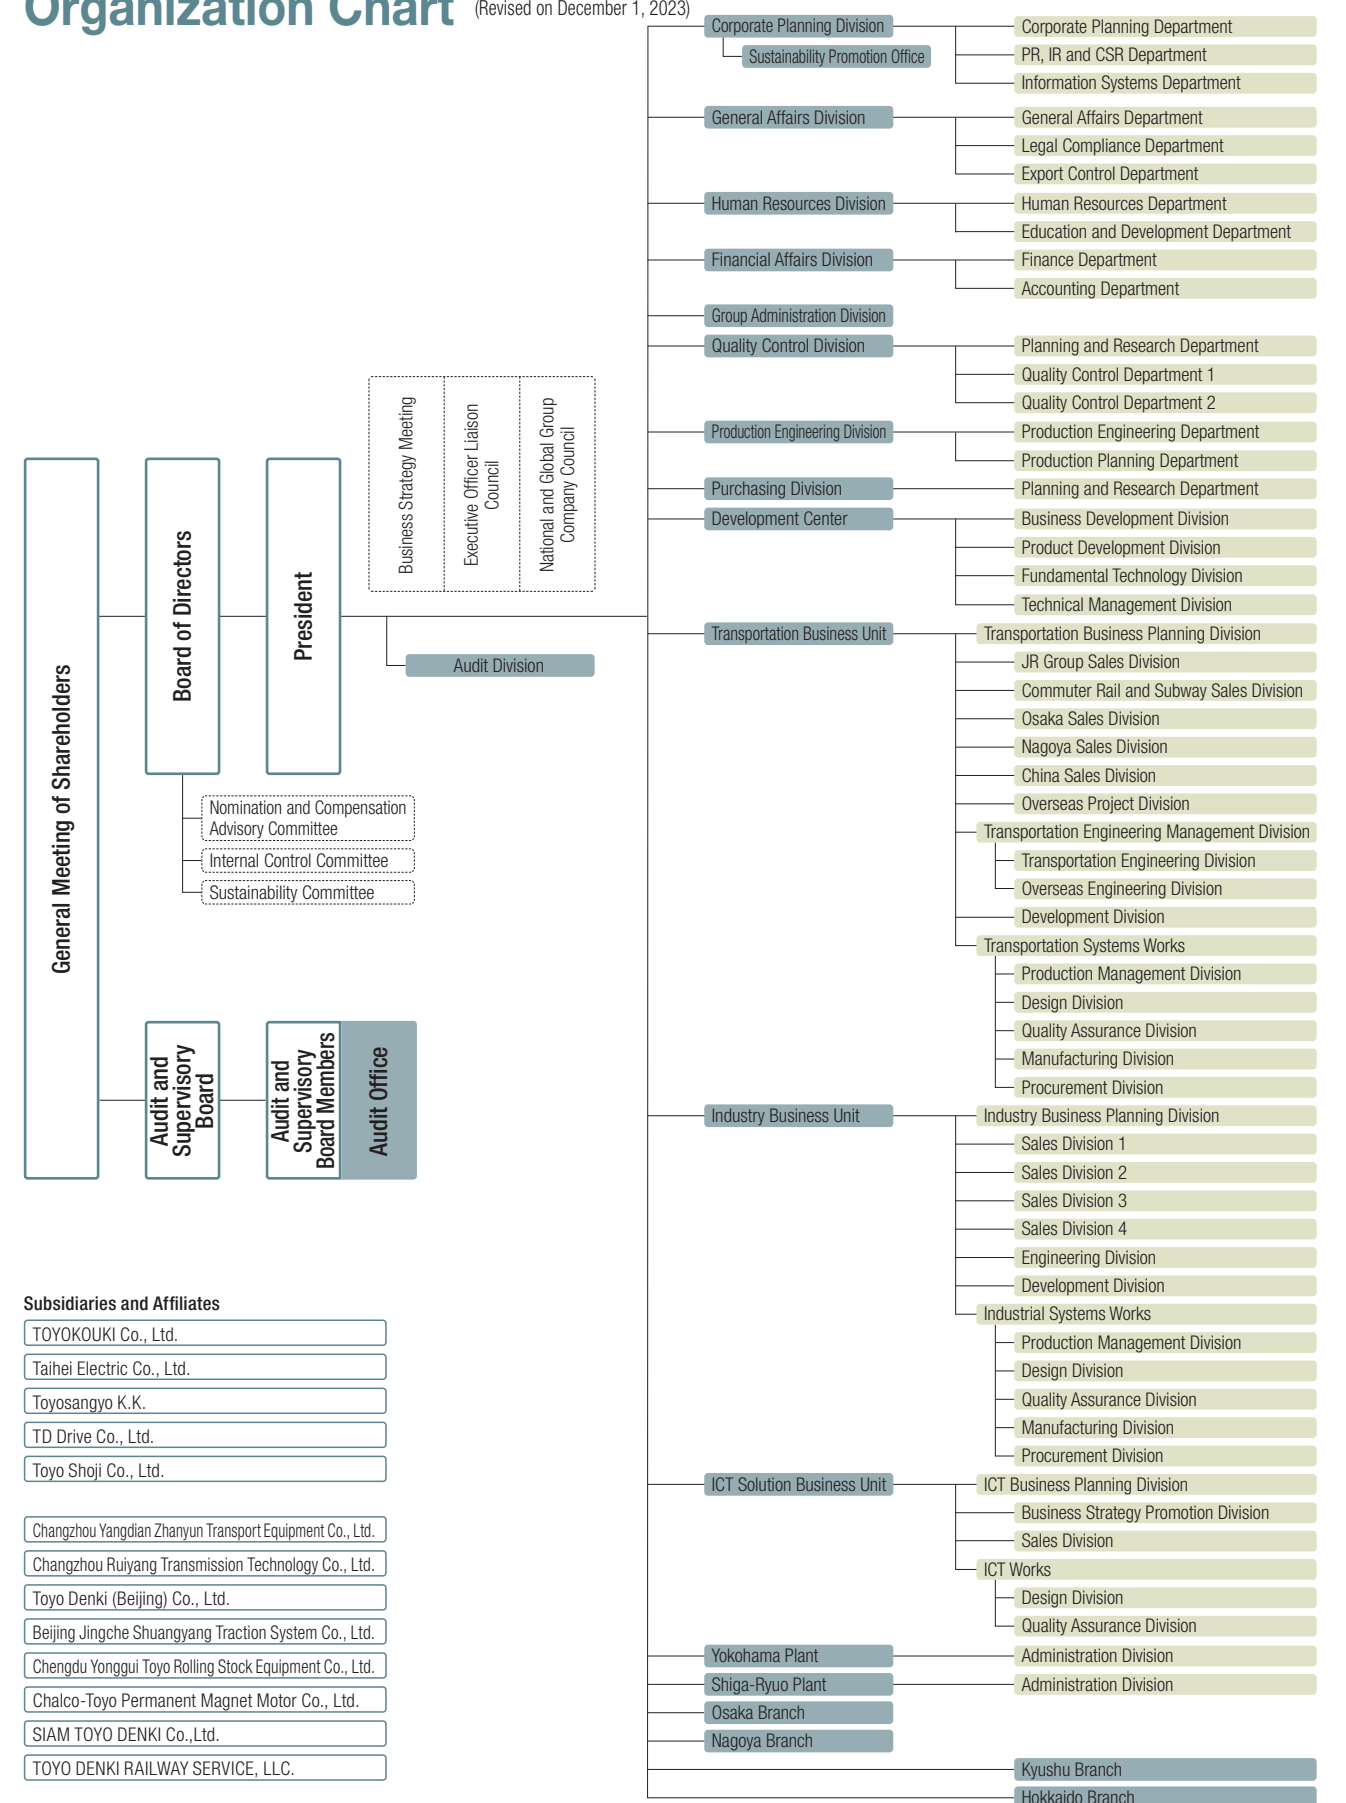 Organization Chart (Revised on December 1, 2023)
General Meeting of Shareholders
Board of Directors
President
Business Strategy Meeting
Executive Officer Liaison
Council
National and Global Group
Company Council
Audit Division
Nomination and Compensation
Advisory Committee
Internal Control Committee
Sustainability Committee
Audit and
Supervisory
Board
Audit and
Supervisory
Board Members
Audit Office
Subsidiaries and Affiliates
TOYOKOUKI Co., Ltd.
Taihei Electric Co., Ltd.
Toyosangyo K.K.
TD Drive Co., Ltd.
Toyo Shoji Co., Ltd.
Changzhou Yangdian Zhanyun Transport Equipment Co., Ltd.
Changzhou Ruiyang Transmission Technology Co., Ltd.
Toyo Denki (Beijing) Co., Ltd.
Beijing Jingche Shuangyang Traction System Co., Ltd.
Chengdu Yonggui Toyo Rolling Stock Equipment Co., Ltd.
Chalco-Toyo Permanent Magnet Motor Co., Ltd.
SIAM TOYO DENKI Co.,Ltd.
TOYO DENKI RAILWAY SERVICE, LLC.
Corporate Planning Division
Sustainability Promotion Office
Corporate Planning Department
PR, IR and CSR Department
Information Systems Department
General Affairs Division
General Affairs Department
Legal Compliance Department
Export Control Department
Human Resources Division
Human Resources Department
Education and Development Department
Financial Affairs Division
Finance Department
Accounting Department
Group Administration Division
Quality Control Division
Planning and Research Department
Quality Control Department 1
Quality Control Department 2
Production Engineering Division
Production Engineering Department
Production Planning Department
Purchasing Division
Planning and Research Department
Development Center
Business Development Division
Product Development Division
Fundamental Technology Division
Technical Management Division
Transportation Business Unit
Transportation Business Planning Division
JR Group Sales Division
Commuter Rail and Subway Sales Division
Osaka Sales Division
Nagoya Sales Division
China Sales Division
Overseas Project Division
Transportation Engineering Management Division
Transportation Engineering Division
Overseas Engineering Division
Development Division
Transportation Systems Works
Production Management Division
Design Division
Quality Assurance Division
Manufacturing Division
Procurement Division
Industry Business Unit
Industry Business Planning Division
Sales Division 1
Sales Division 2
Sales Division 3
Sales Division 4
Engineering Division
Development Division
Industrial Systems Works
Production Management Division
Design Division
Quality Assurance Division
Manufacturing Division
Procurement Division
ICT Solution Business Unit
ICT Business Planning Division
Business Strategy Promotion Division
Sales Division
ICT Works
Design Division
Quality Assurance Division
Yokohama Plant
Administration Division
Shiga-Ryuo Plant
Administration Division
Osaka Branch
Nagoya Branch
Kyushu Branch
Hokkaido Branch